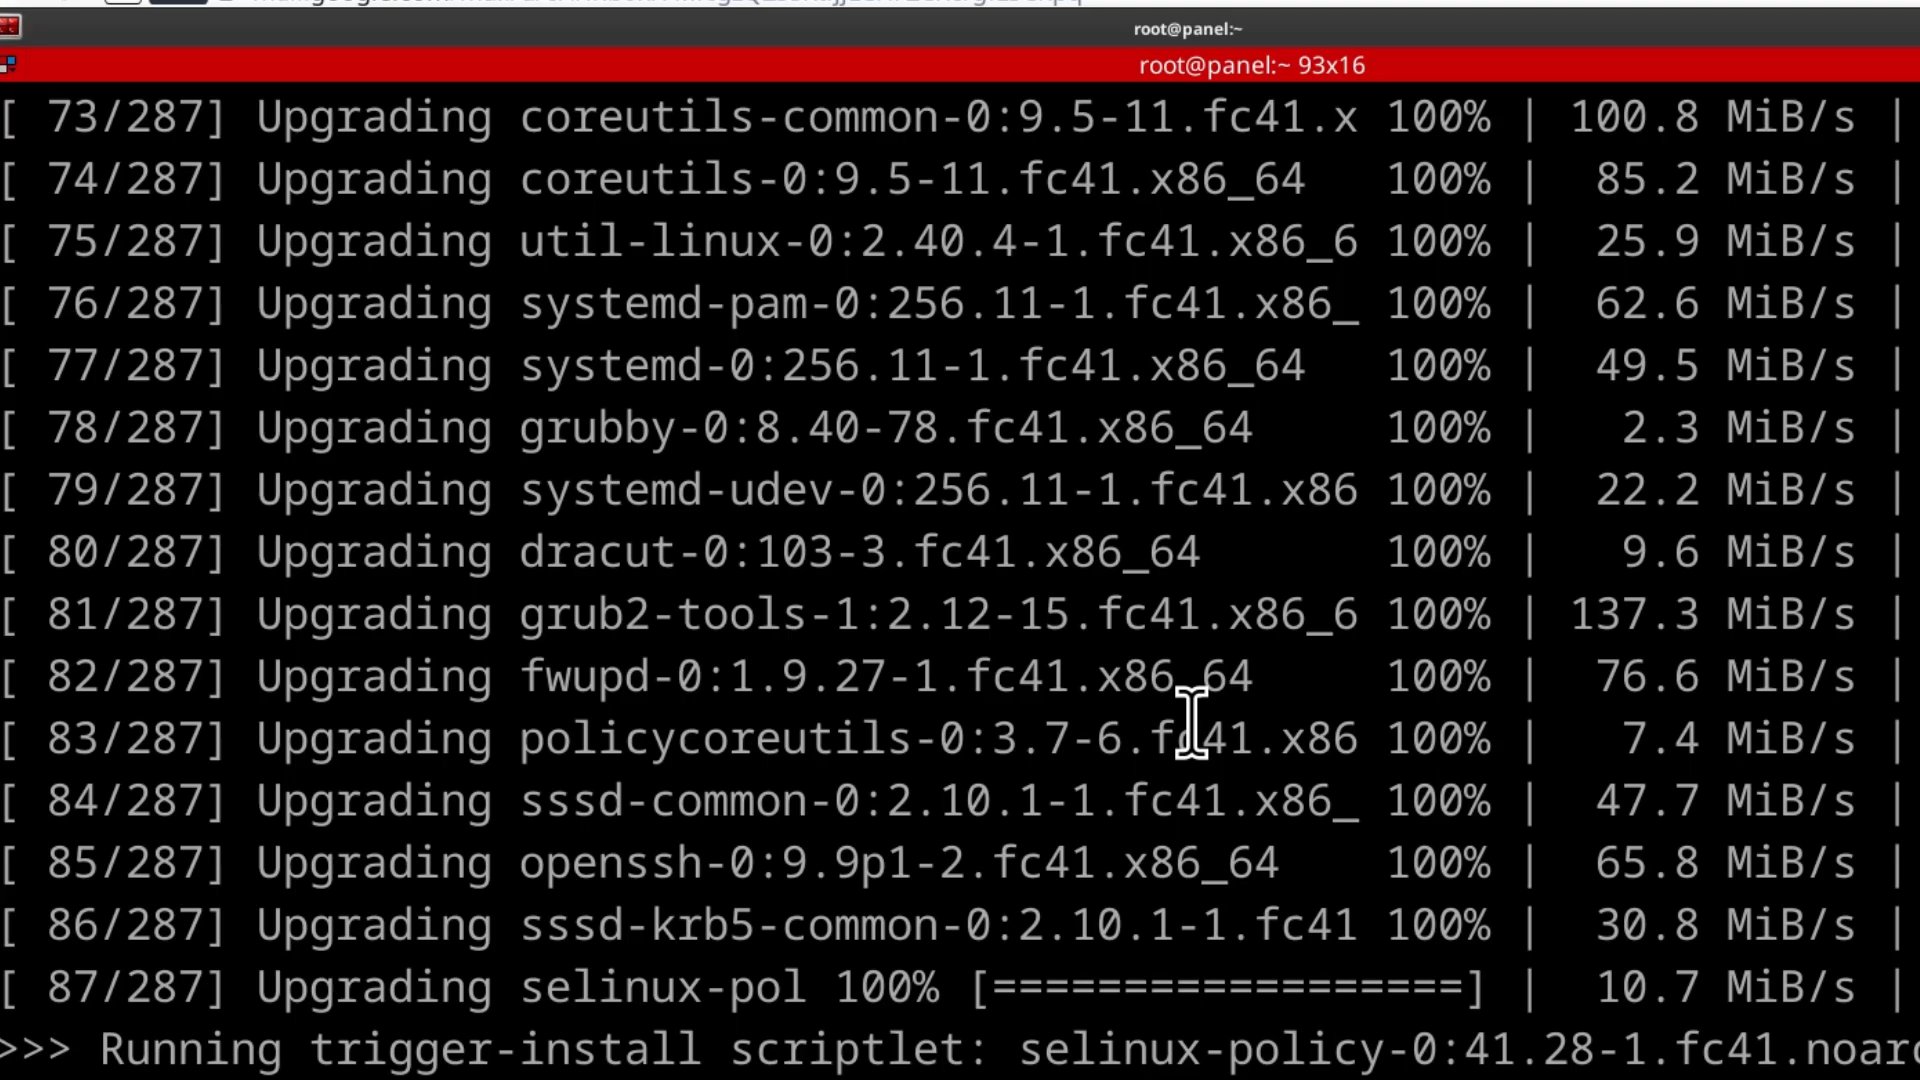 root@panel:~
root@panel:~ 93x16
[ 73/287] Upgrading coreutils-common-0:9.5-11.fc41.x 100% | 100.8 MiB/s |
[ 74/287] Upgrading coreutils-0:9.5-11.fc41.x86_64   100% |  85.2 MiB/s |
[ 75/287] Upgrading util-linux-0:2.40.4-1.fc41.x86_6 100% |  25.9 MiB/s |
[ 76/287] Upgrading systemd-pam-0:256.11-1.fc41.x86_ 100% |  62.6 MiB/s |
[ 77/287] Upgrading systemd-0:256.11-1.fc41.x86_64   100% |  49.5 MiB/s |
[ 78/287] Upgrading grubby-0:8.40-78.fc41.x86_64     100% |   2.3 MiB/s |
[ 79/287] Upgrading systemd-udev-0:256.11-1.fc41.x86 100% |  22.2 MiB/s |
[ 80/287] Upgrading dracut-0:103-3.fc41.x86_64       100% |   9.6 MiB/s |
[ 81/287] Upgrading grub2-tools-1:2.12-15.fc41.x86_6 100% | 137.3 MiB/s |
[ 82/287] Upgrading fwupd-0:1.9.27-1.fc41.x86_64     100% |  76.6 MiB/s |
[ 83/287] Upgrading policycoreutils-0:3.7-6.fc41.x86 100% |   7.4 MiB/s |
[ 84/287] Upgrading sssd-common-0:2.10.1-1.fc41.x86_ 100% |  47.7 MiB/s |
[ 85/287] Upgrading openssh-0:9.9p1-2.fc41.x86_64    100% |  65.8 MiB/s |
[ 86/287] Upgrading sssd-krb5-common-0:2.10.1-1.fc41 100% |  30.8 MiB/s |
[ 87/287] Upgrading selinux-pol 100% [==================] |  10.7 MiB/s |
>>> Running trigger-install scriptlet: selinux-policy-0:41.28-1.fc41.noarc